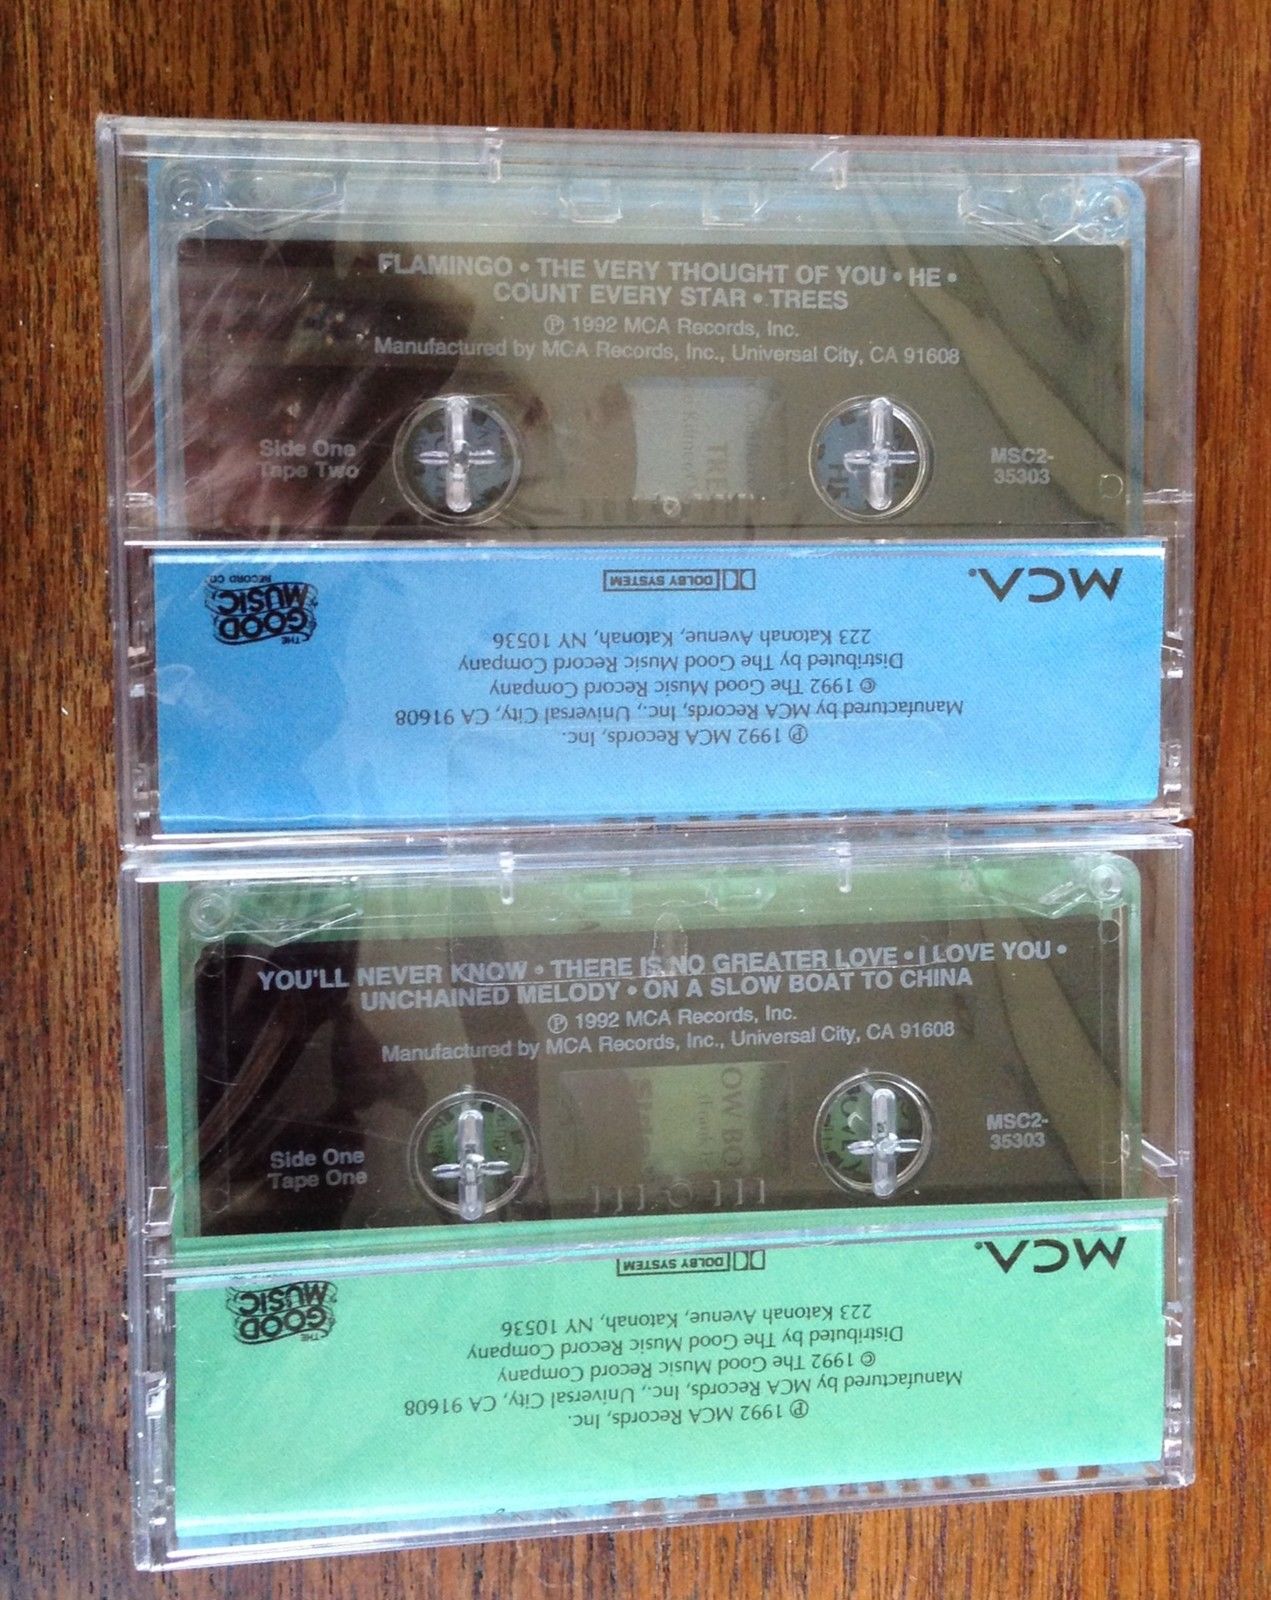 FLAMINGO • THE VERY THOUGHT OF YOU • HE •
COUNT EVERY STAR • TREES
℗ 1992 MCA Records, Inc.
Manufactured by MCA Records, Inc., Universal City, CA 91608
Side One
Tape Two
MSC2-
35303
℗ 1992 MCA Records, Inc.
Manufactured by MCA Records, Inc., Universal City, CA 91608
© 1992 The Good Music Record Company
Distributed by The Good Music Record Company
223 Katonah Avenue, Katonah, NY 10536
MCA.
DOLBY SYSTEM
THE
GOOD
MUSIC
RECORD CO.
YOU'LL NEVER KNOW • THERE IS NO GREATER LOVE • I LOVE YOU •
UNCHAINED MELODY • ON A SLOW BOAT TO CHINA
℗ 1992 MCA Records, Inc.
Manufactured by MCA Records, Inc., Universal City, CA 91608
Side One
Tape One
MSC2-
35303
℗ 1992 MCA Records, Inc.
Manufactured by MCA Records, Inc., Universal City, CA 91608
© 1992 The Good Music Record Company
Distributed by The Good Music Record Company
223 Katonah Avenue, Katonah, NY 10536
MCA.
DOLBY SYSTEM
THE
GOOD
MUSIC